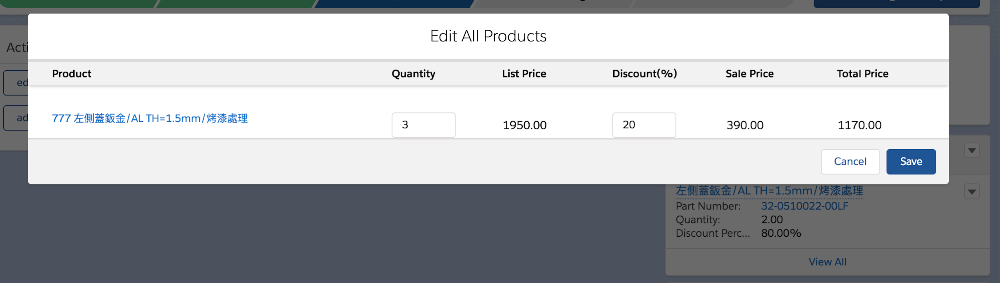 Edit All Products
Acti
Product Quantity List Price Discount(%) Sale Price Total Price
ed
777 左側蓋鈑金/AL TH=1.5mm/烤漆處理 3 1950.00 20 390.00 1170.00
ad
Cancel Save
左側蓋鈑金/AL TH=1.5mm/烤漆處理
Part Number: 32-0510022-00LF
Quantity: 2.00
Discount Perc... 80.00%
View All